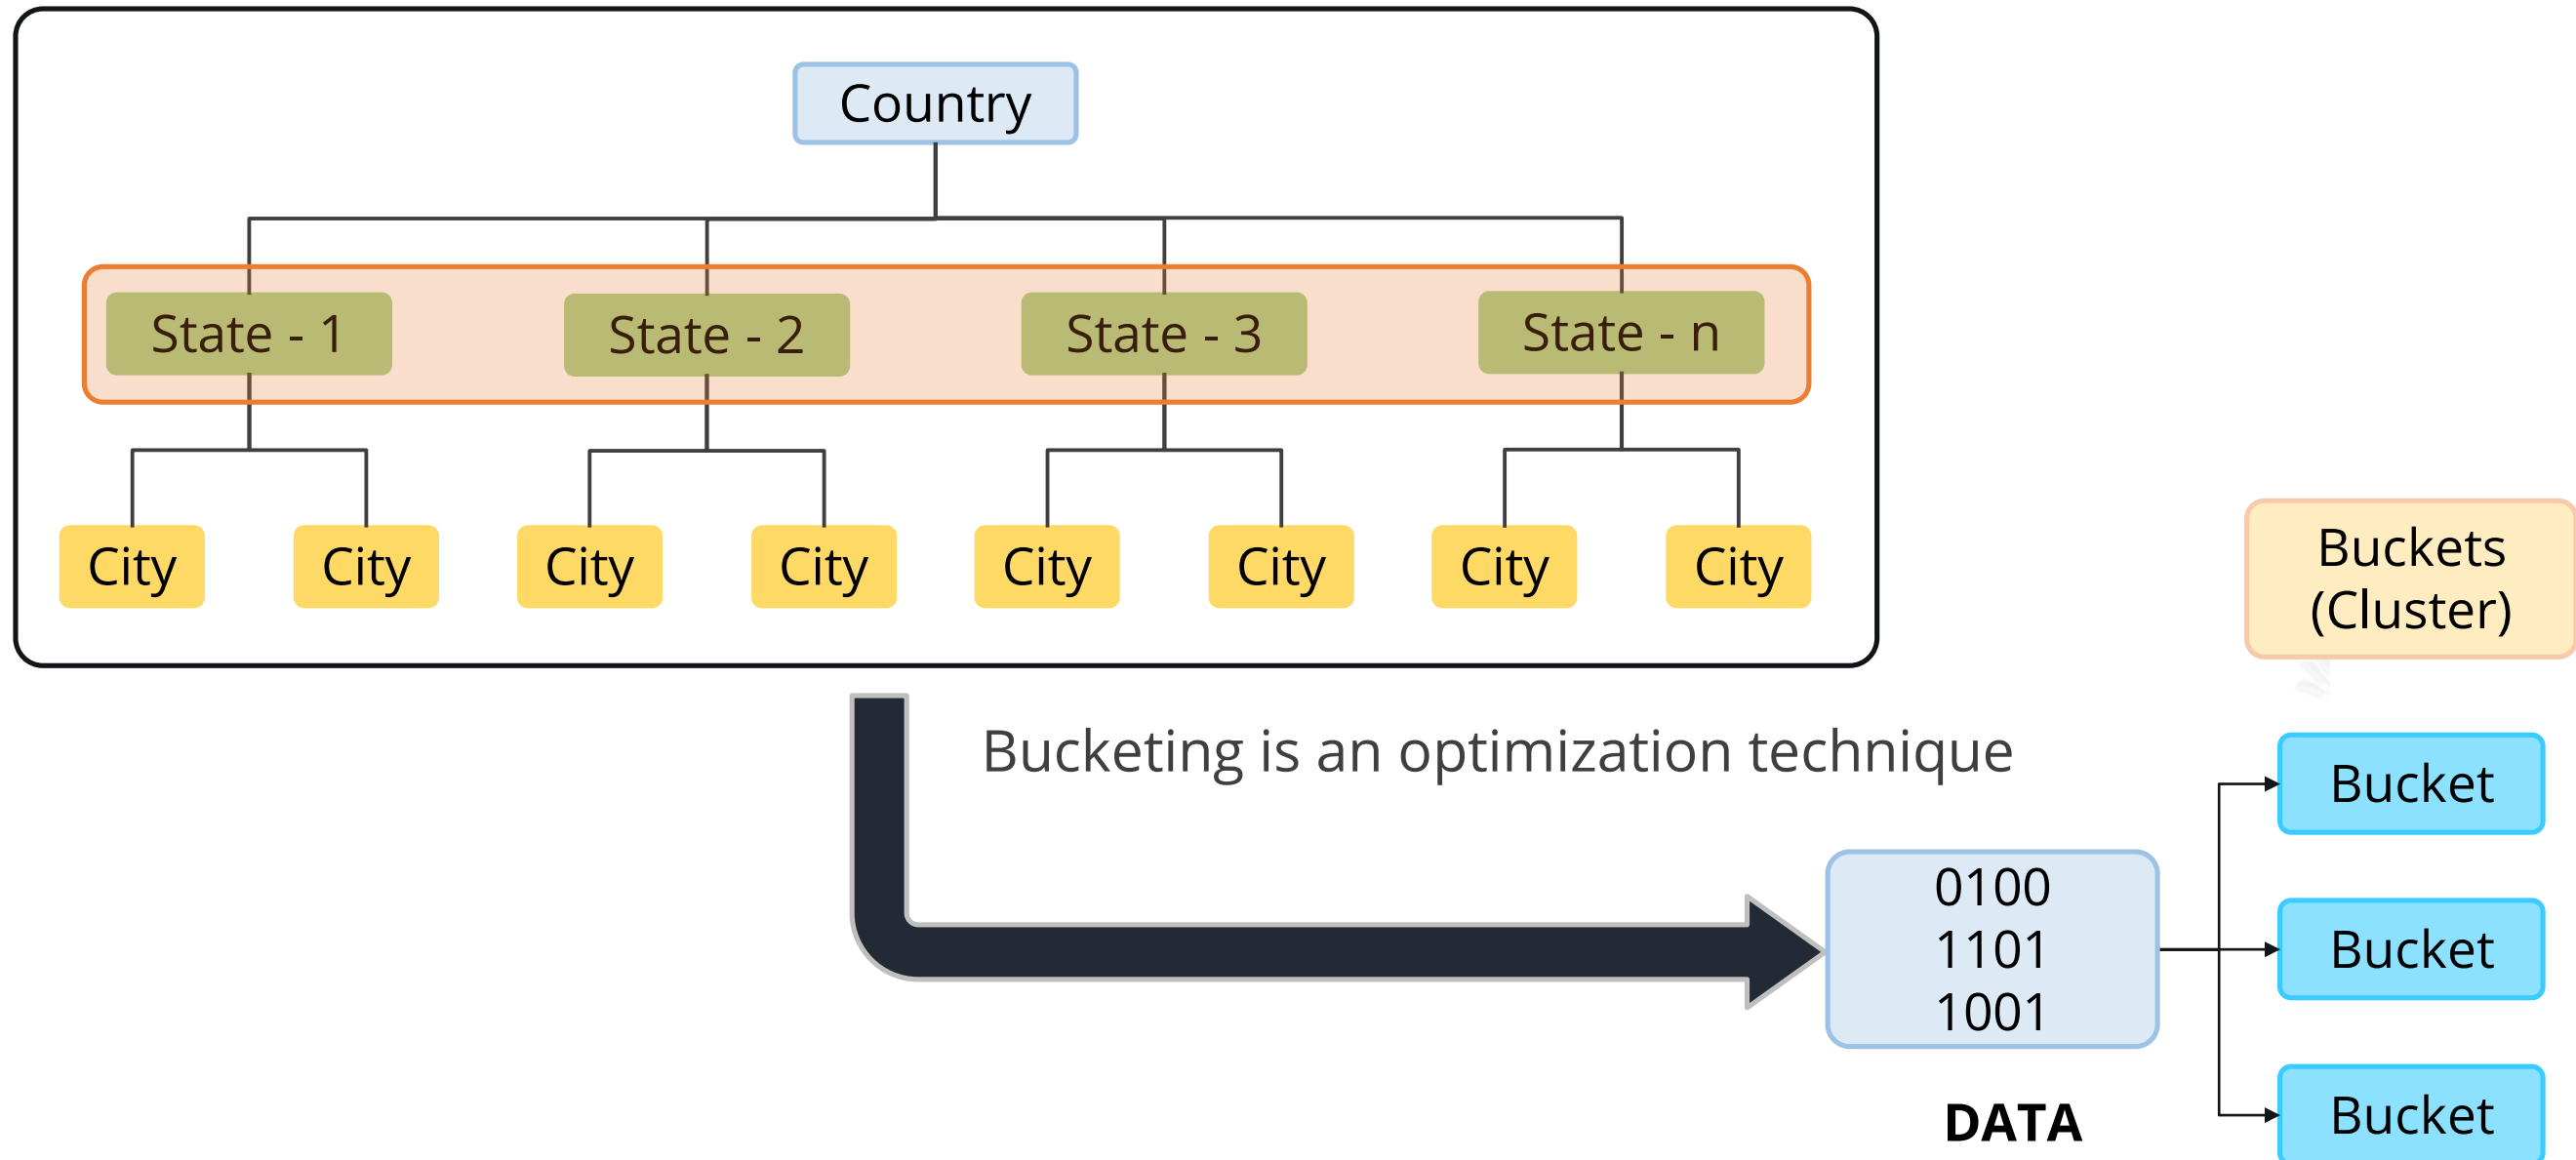 Country
State - 1
State - 2
State - 3
State - n
City
City
City
City
City
City
City
City
Buckets
(Cluster)
Bucketing is an optimization technique
Bucket
0100
1101
1001
Bucket
Bucket
DATA